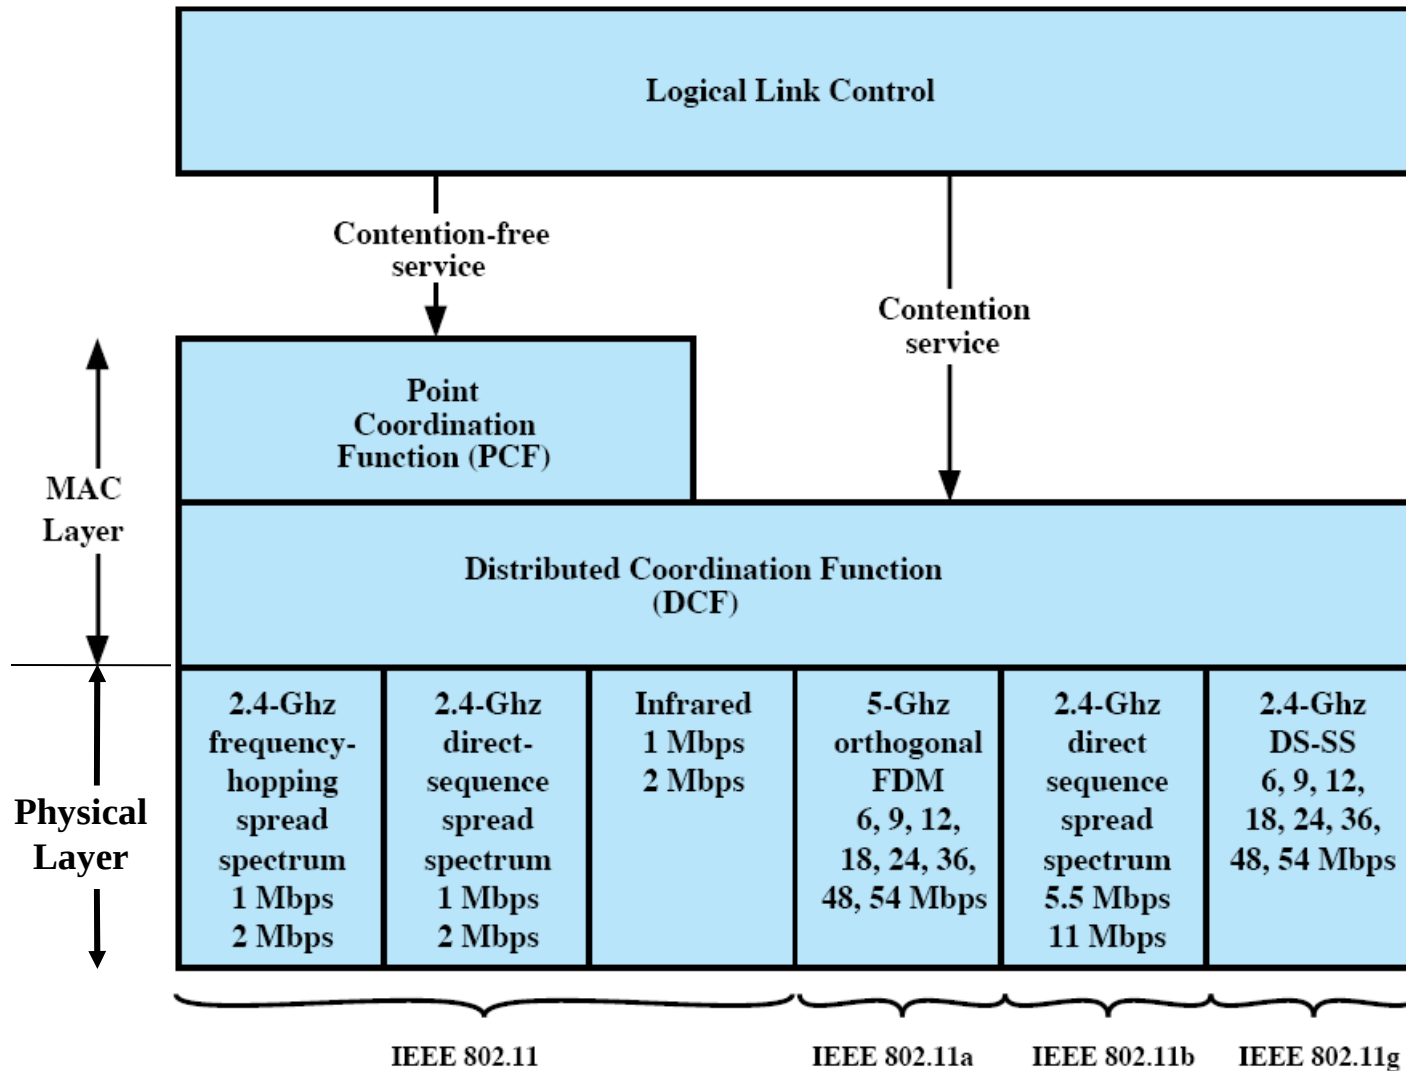 Logical Link Control
Contention-free
service
Contention
service
Point
Coordination
Function (PCF)
MAC
Layer
Distributed Coordination Function
(DCF)
Physical
Layer
2.4-Ghz
frequency-
hopping
spread
spectrum
1 Mbps
2 Mbps
2.4-Ghz
direct-
sequence
spread
spectrum
1 Mbps
2 Mbps
Infrared
1 Mbps
2 Mbps
5-Ghz
orthogonal
FDM
6, 9, 12,
18, 24, 36,
48, 54 Mbps
2.4-Ghz
direct
sequence
spread
spectrum
5.5 Mbps
11 Mbps
2.4-Ghz
DS-SS
6, 9, 12,
18, 24, 36,
48, 54 Mbps
IEEE 802.11
IEEE 802.11a
IEEE 802.11b
IEEE 802.11g